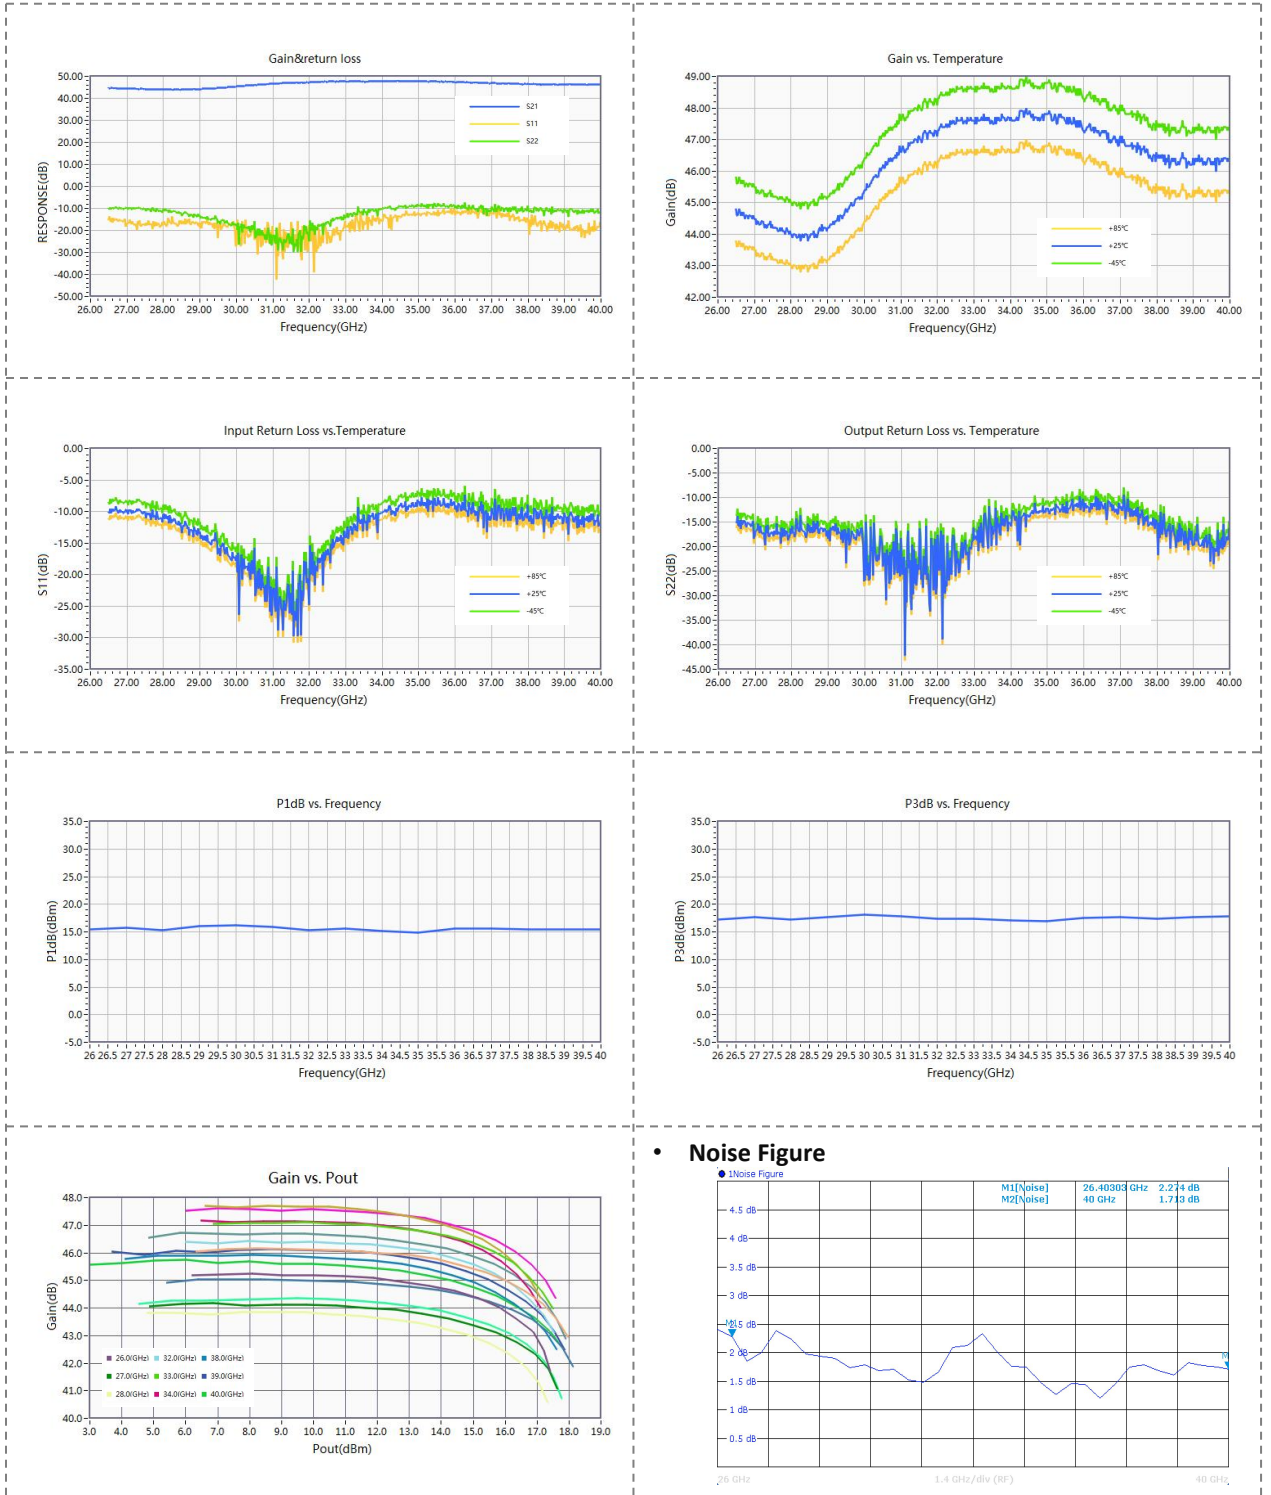 Gain&return loss
50.00
40.00
30.00
20.00
10.00
0.00
-10.00
-20.00
-30.00
-40.00
-50.00
RESPONSE(dB)
S21
S11
S22
26.00 27.00 28.00 29.00 30.00 31.00 32.00 33.00 34.00 35.00 36.00 37.00 38.00 39.00 40.00
Frequency(GHz)
Gain vs. Temperature
49.00
48.00
47.00
46.00
45.00
44.00
43.00
42.00
Gain(dB)
+85℃
+25℃
-45℃
26.00 27.00 28.00 29.00 30.00 31.00 32.00 33.00 34.00 35.00 36.00 37.00 38.00 39.00 40.00
Frequency(GHz)
Input Return Loss vs.Temperature
0.00
-5.00
-10.00
-15.00
-20.00
-25.00
-30.00
-35.00
S11(dB)
+85℃
+25℃
-45℃
26.00 27.00 28.00 29.00 30.00 31.00 32.00 33.00 34.00 35.00 36.00 37.00 38.00 39.00 40.00
Frequency(GHz)
Output Return Loss vs. Temperature
0.00
-5.00
-10.00
-15.00
-20.00
-25.00
-30.00
-35.00
-40.00
-45.00
S22(dB)
+85℃
+25℃
-45℃
26.00 27.00 28.00 29.00 30.00 31.00 32.00 33.00 34.00 35.00 36.00 37.00 38.00 39.00 40.00
Frequency(GHz)
P1dB vs. Frequency
35.0
30.0
25.0
20.0
15.0
10.0
5.0
0.0
-5.0
P1dB(dBm)
26 26.5 27 27.5 28 28.5 29 29.5 30 30.5 31 31.5 32 32.5 33 33.5 34 34.5 35 35.5 36 36.5 37 37.5 38 38.5 39 39.5 40
Frequency(GHz)
P3dB vs. Frequency
35.0
30.0
25.0
20.0
15.0
10.0
5.0
0.0
-5.0
P3dB(dBm)
26 26.5 27 27.5 28 28.5 29 29.5 30 30.5 31 31.5 32 32.5 33 33.5 34 34.5 35 35.5 36 36.5 37 37.5 38 38.5 39 39.5 40
Frequency(GHz)
Gain vs. Pout
48.0
47.0
46.0
45.0
44.0
43.0
42.0
41.0
40.0
Gain(dB)
26.0(GHz) 32.0(GHz) 38.0(GHz)
27.0(GHz) 33.0(GHz) 39.0(GHz)
28.0(GHz) 34.0(GHz) 40.0(GHz)
3.0 4.0 5.0 6.0 7.0 8.0 9.0 10.0 11.0 12.0 13.0 14.0 15.0 16.0 17.0 18.0 19.0
Pout(dBm)
• Noise Figure
1Noise Figure
M1[Noise] 26.40303 GHz 2.274 dB
M2[Noise] 40 GHz 1.713 dB
4.5 dB
4 dB
3.5 dB
3 dB
2.5 dB
2 dB
1.5 dB
1 dB
0.5 dB
26 GHz 1.4 GHz/div (RF) 40 GHz